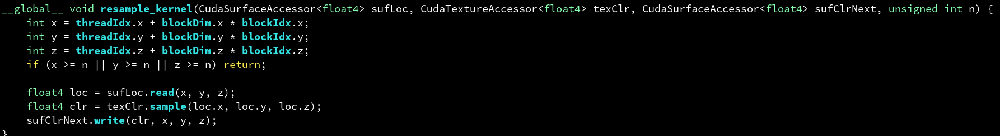 __global__ void resample_kernel(CudaSurfaceAccessor<float4> sufLoc, CudaTextureAccessor<float4> texClr, CudaSurfaceAccessor<float4> sufClrNext, unsigned int n) {
    int x = threadIdx.x + blockDim.x * blockIdx.x;
    int y = threadIdx.y + blockDim.y * blockIdx.y;
    int z = threadIdx.z + blockDim.z * blockIdx.z;
    if (x >= n || y >= n || z >= n) return;

    float4 loc = sufLoc.read(x, y, z);
    float4 clr = texClr.sample(loc.x, loc.y, loc.z);
    sufClrNext.write(clr, x, y, z);
}